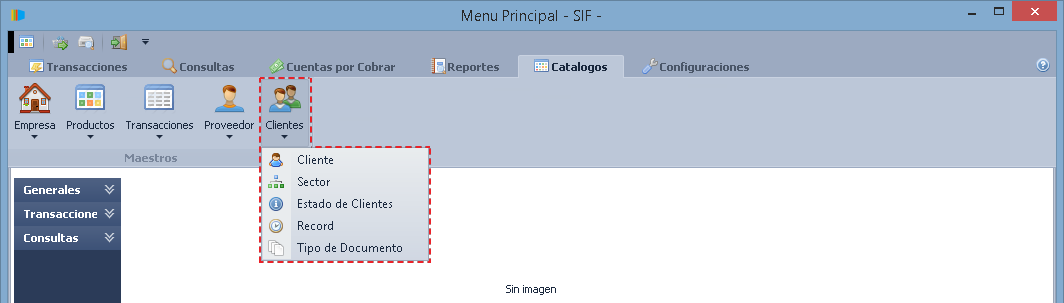 Menu Principal - SIF -
Transacciones Consultas Cuentas por Cobrar Reportes Catalogos Configuraciones
Empresa Productos Transacciones Proveedor Clientes
Maestros
Cliente
Sector
Estado de Clientes
Record
Tipo de Documento
Generales
Transaccione
Consultas
Sin imagen